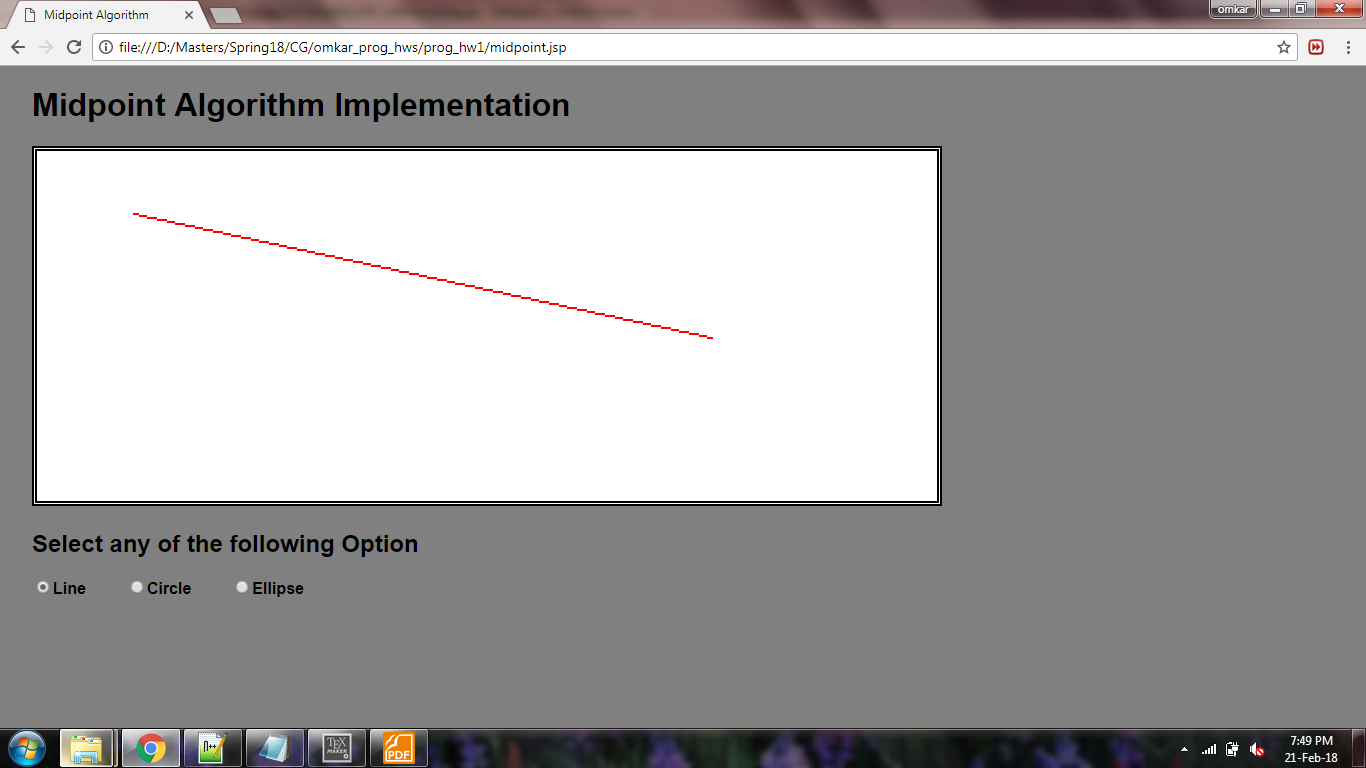 Midpoint Algorithm
omkar
file:///D:/Masters/Spring18/CG/omkar_prog_hws/prog_hw1/midpoint.jsp
Midpoint Algorithm Implementation
Select any of the following Option
Line Circle Ellipse
TEX
MAKER
PDF
7:49 PM
21-Feb-18